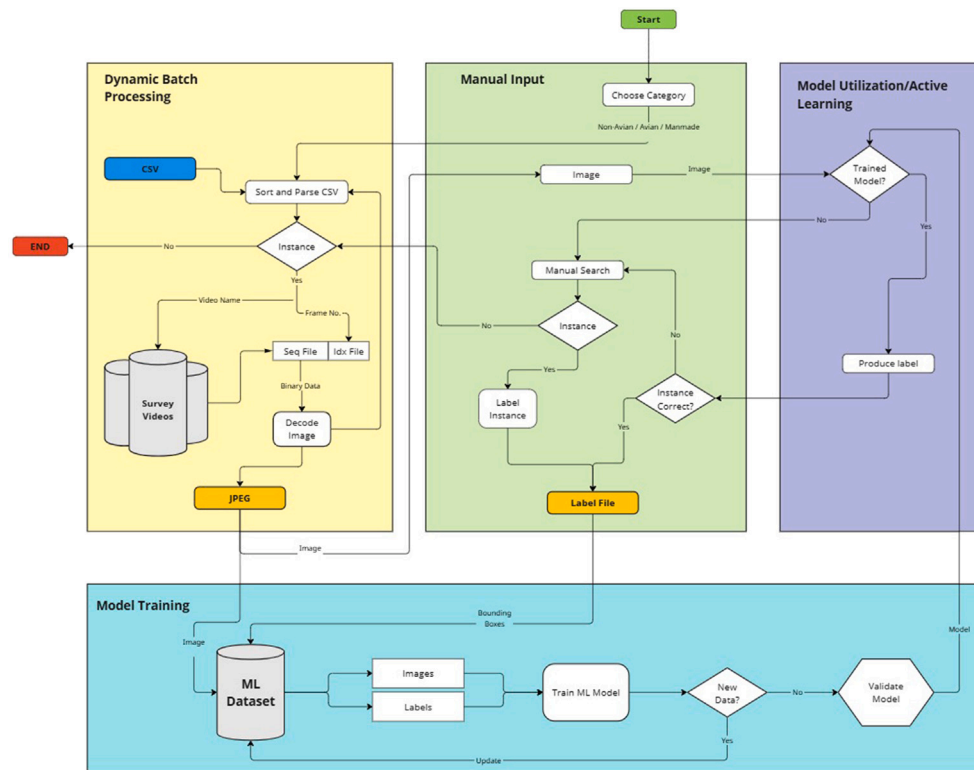 Start
Dynamic Batch
Processing
Manual Input
Model Utilization/Active
Learning
Choose Category
Non-Avian / Avian / Manmade
CSV
Sort and Parse CSV
Image
Image
Trained
Model?
No
Yes
END
No
Instance
Yes
Manual Search
Video Name
Frame No.
No
Instance
No
Seq File
Idx File
Yes
Produce label
Binary Data
Survey
Videos
Label
Instance
Instance
Correct?
Decode
Image
Yes
JPEG
Label File
Image
Model Training
Bounding
Boxes
Model
Image
ML
Dataset
Images
Labels
Train ML Model
New
Data?
No
Validate
Model
Yes
Update